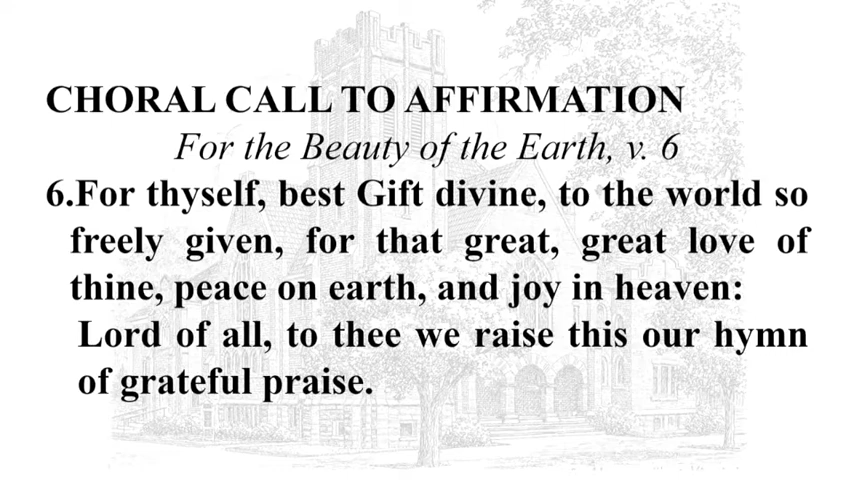 CHORAL CALL TO AFFIRMATION
For the Beauty of the Earth, v. 6
6.For thyself, best Gift divine, to the world so
freely given, for that great, great love of
thine, peace on earth, and joy in heaven:
Lord of all, to thee we raise this our hymn
of grateful praise.